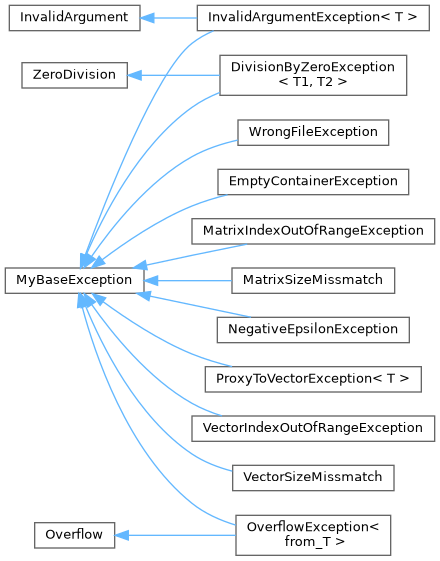 InvalidArgument
InvalidArgumentException< T >
ZeroDivision
DivisionByZeroException
< T1, T2 >
WrongFileException
EmptyContainerException
MatrixIndexOutOfRangeException
MyBaseException
MatrixSizeMissmatch
NegativeEpsilonException
ProxyToVectorException< T >
VectorIndexOutOfRangeException
VectorSizeMissmatch
Overflow
OverflowException<
from_T >